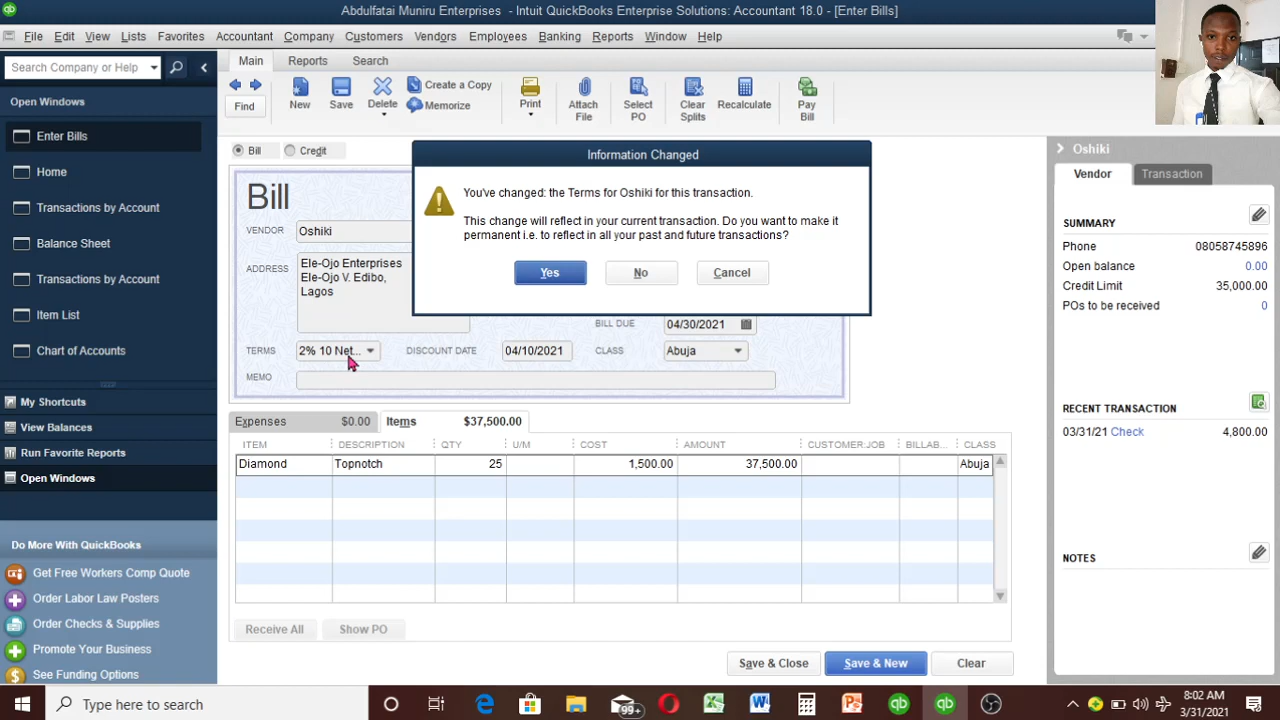 Abdulfatai Muniru Enterprises - Intuit QuickBooks Enterprise Solutions: Accountant 18.0 - [Enter Bills]
File Edit View Lists Favorites Accountant Company Customers Vendors Employees Banking Reports Window Help
Search Company or Help
Main Reports Search
Find
New
Save
Delete
Create a Copy
Memorize
Print
Attach File
Select PO
Clear Splits
Recalculate
Pay Bill
Open Windows
Enter Bills
Home
Transactions by Account
Balance Sheet
Transactions by Account
Item List
Chart of Accounts
My Shortcuts
View Balances
Run Favorite Reports
Open Windows
Do More With QuickBooks
Get Free Workers Comp Quote
Order Labor Law Posters
Order Checks & Supplies
Promote Your Business
See Funding Options
Bill Credit
Bill
VENDOR Oshiki
ADDRESS Ele-Ojo Enterprises
Ele-Ojo V. Edibo,
Lagos
Information Changed
You've changed: the Terms for Oshiki for this transaction.
This change will reflect in your current transaction. Do you want to make it
permanent i.e. to reflect in all your past and future transactions?
Yes No Cancel
BILL DUE 04/30/2021
TERMS 2% 10 Net... DISCOUNT DATE 04/10/2021 CLASS Abuja
MEMO
Expenses $0.00 Items $37,500.00
ITEM DESCRIPTION QTY U/M COST AMOUNT CUSTOMER:JOB BILLAB... CLASS
Diamond Topnotch 25 1,500.00 37,500.00 Abuja
Receive All Show PO
Save & Close Save & New Clear
Oshiki
Vendor Transaction
SUMMARY
Phone 08058745896
Open balance 0.00
Credit Limit 35,000.00
POs to be received 0
RECENT TRANSACTION
03/31/21 Check 4,800.00
NOTES
Type here to search
99+
8:02 AM
3/31/2021